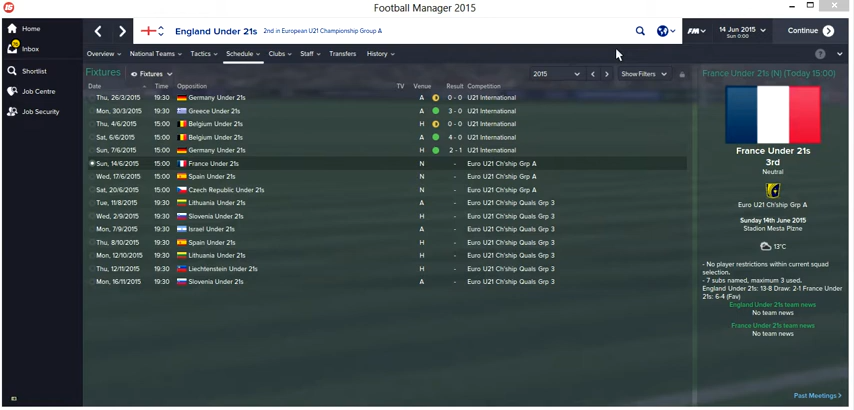 Football Manager 2015
Home
Inbox
Shortlist
Job Centre
Job Security
England Under 21s 2nd in European U21 Championship Group A
FM 14 Jun 2015 Sun 0:00 Continue
Overview National Teams Tactics Schedule Clubs Staff Transfers History
Fixtures Fixtures 2015 Show Filters
Date Time Opposition TV Venue Result Competition
Thu, 26/3/2015 19:30 Germany Under 21s A 0 - 0 U21 International
Mon, 30/3/2015 19:30 Greece Under 21s A 3 - 0 U21 International
Thu, 4/6/2015 19:30 Belgium Under 21s H 0 - 0 U21 International
Sat, 6/6/2015 15:00 Belgium Under 21s A 4 - 0 U21 International
Sun, 7/6/2015 15:00 Germany Under 21s H 2 - 1 U21 International
Sun, 14/6/2015 15:00 France Under 21s N - Euro U21 Ch'ship Grp A
Wed, 17/6/2015 15:00 Spain Under 21s N - Euro U21 Ch'ship Grp A
Sat, 20/6/2015 15:00 Czech Republic Under 21s N - Euro U21 Ch'ship Grp A
Tue, 11/8/2015 19:30 Lithuania Under 21s A - Euro U21 Ch'ship Quals Grp 3
Wed, 2/9/2015 19:30 Slovenia Under 21s H - Euro U21 Ch'ship Quals Grp 3
Mon, 7/9/2015 19:30 Israel Under 21s A - Euro U21 Ch'ship Quals Grp 3
Thu, 8/10/2015 19:30 Spain Under 21s H - Euro U21 Ch'ship Quals Grp 3
Mon, 12/10/2015 19:30 Lithuania Under 21s H - Euro U21 Ch'ship Quals Grp 3
Thu, 12/11/2015 19:30 Liechtenstein Under 21s H - Euro U21 Ch'ship Quals Grp 3
Mon, 16/11/2015 19:30 Slovenia Under 21s A - Euro U21 Ch'ship Quals Grp 3
France Under 21s (N) (Today 15:00)
France Under 21s
3rd
Neutral
Euro U21 Ch'ship Grp A
Sunday 14th June 2015
Stadion Mesta Plzne
13°C
- No player restrictions within current squad
selection.
- 7 subs named, maximum 3 used.
England Under 21s: 13-8 Draw: 2-1 France Under
21s: 6-4 (Fav)
England Under 21s team news
No team news
France Under 21s team news
No team news
Past Meetings >